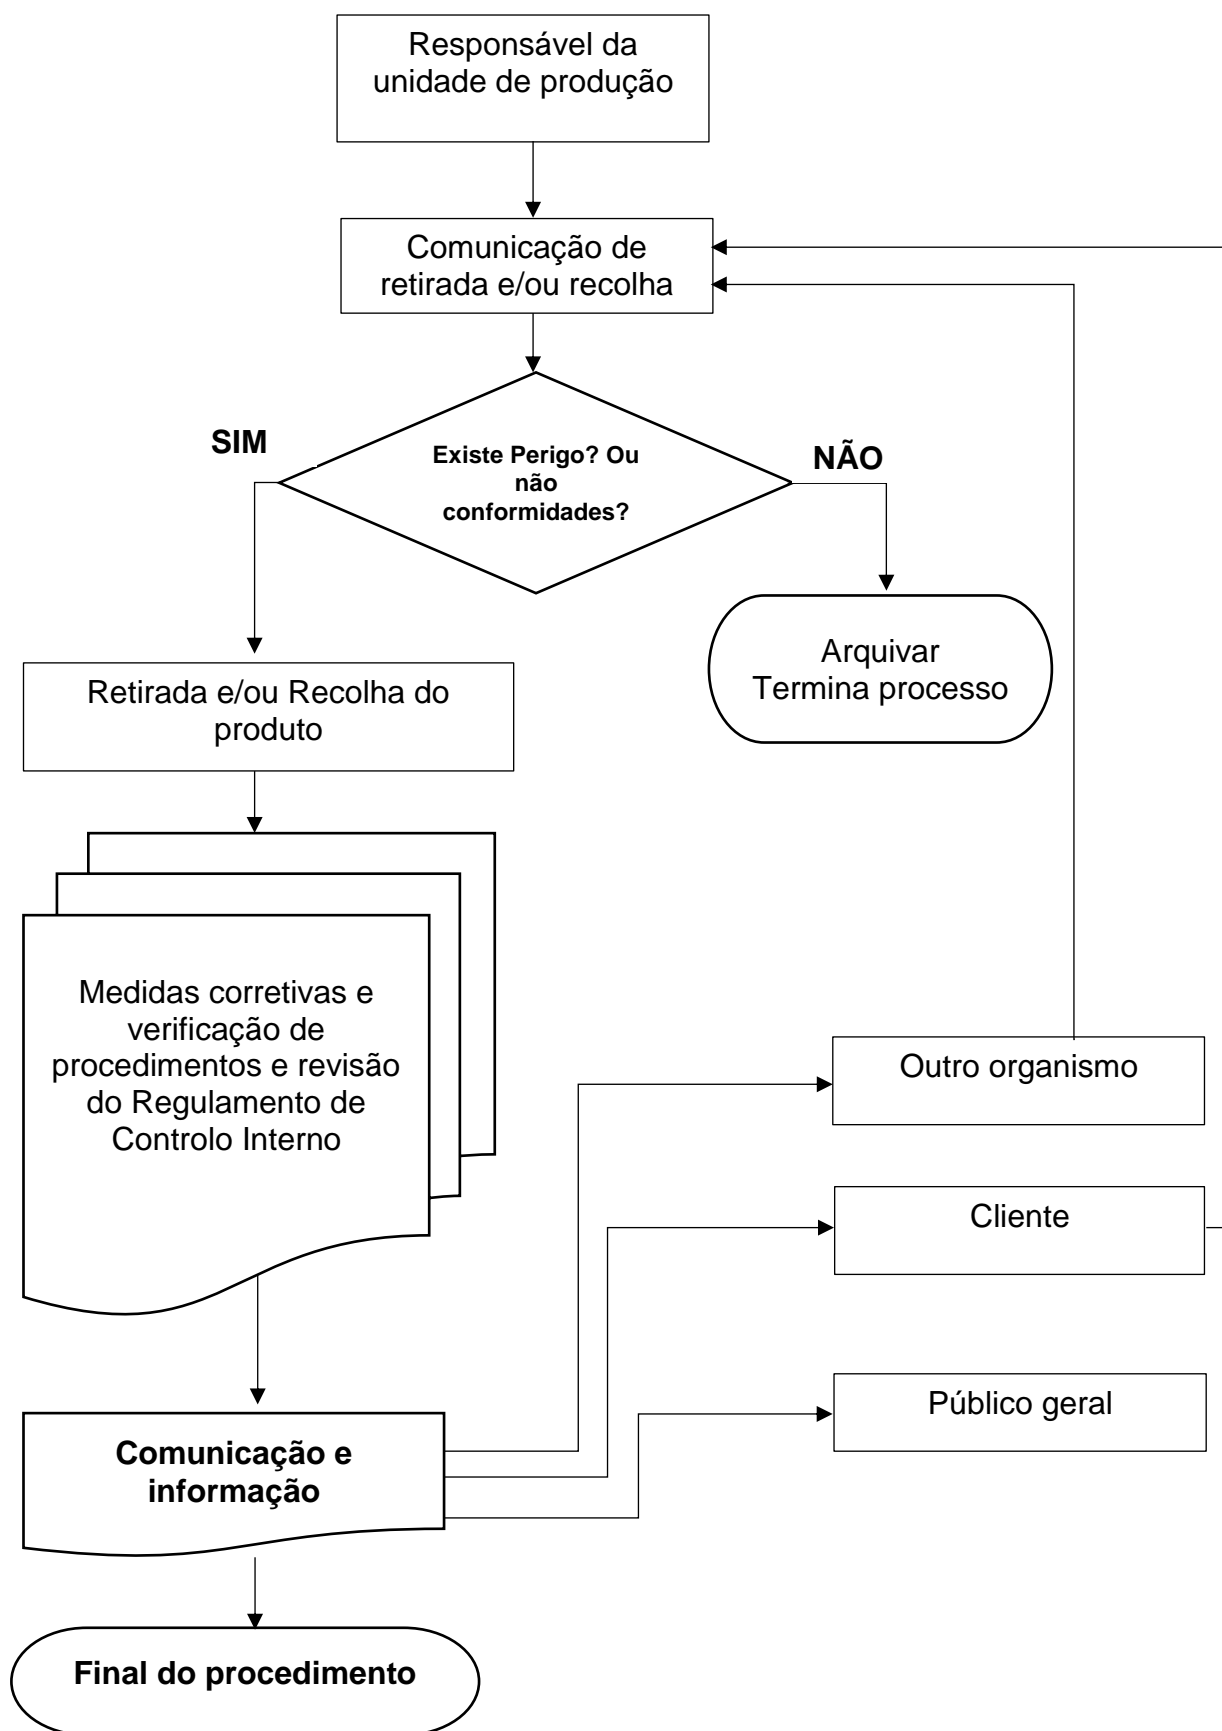 Responsável da
unidade de produção
Comunicação de
retirada e/ou recolha
SIM
Existe Perigo? Ou
não
conformidades?
NÃO
Arquivar
Termina processo
Retirada e/ou Recolha do
produto
Medidas corretivas e
verificação de
procedimentos e revisão
do Regulamento de
Controlo Interno
Outro organismo
Cliente
Público geral
Comunicação e
informação
Final do procedimento